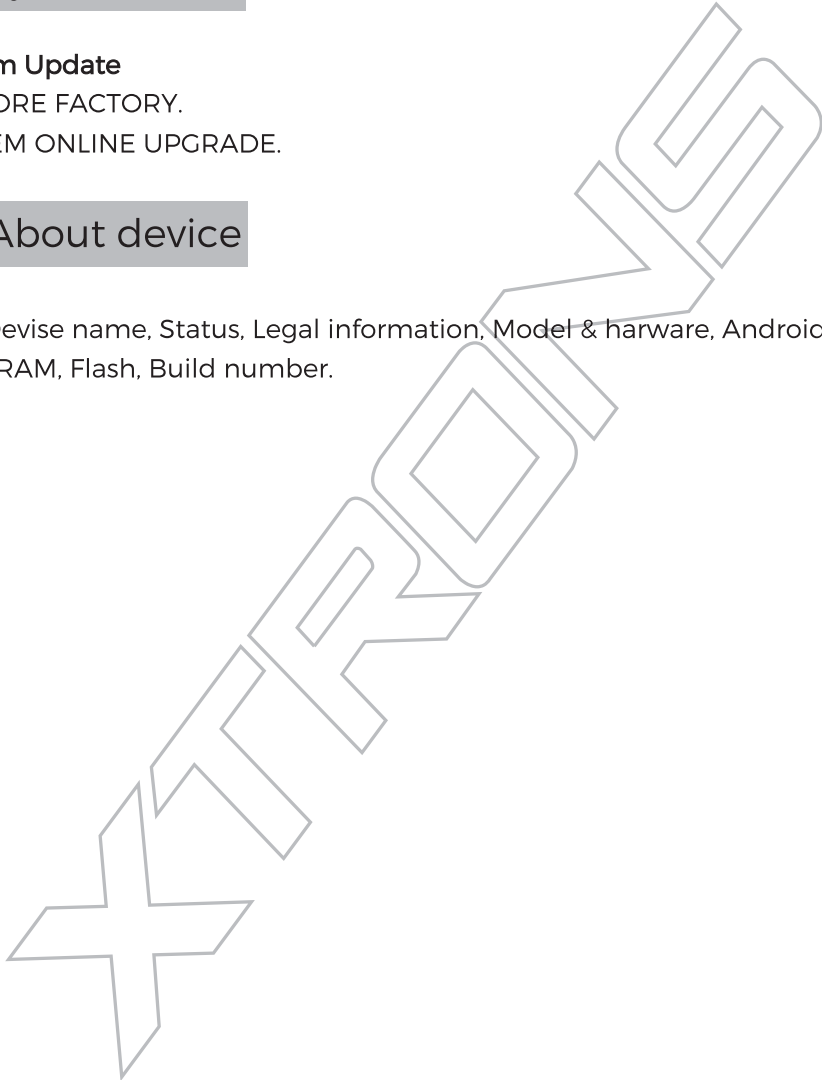 m Update
ORE FACTORY.
EM ONLINE UPGRADE.
About device
evise name, Status, Legal information, Model & harware, Android
RAM, Flash, Build number.
XTRONS